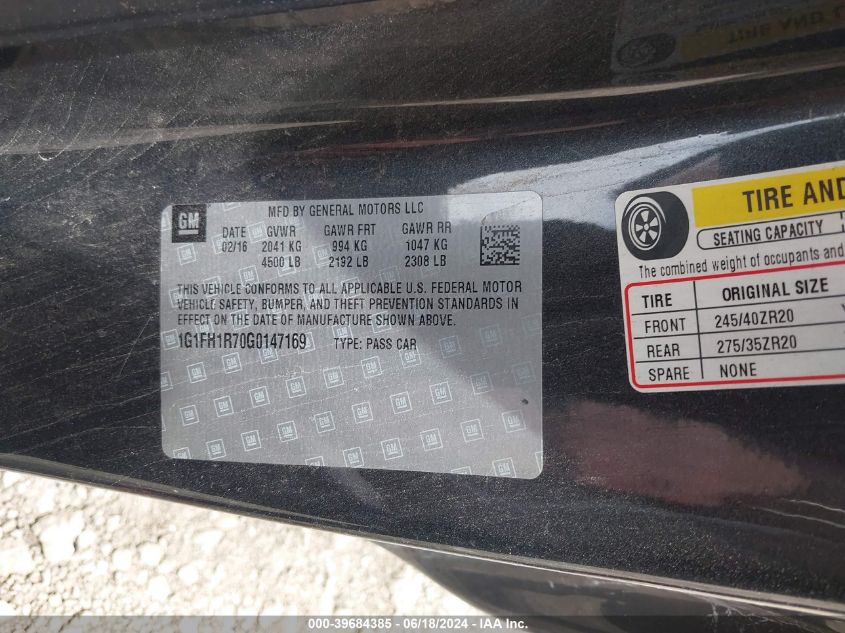 GM
MFD BY GENERAL MOTORS LLC
DATE GVWR GAWR FRT GAWR RR
02/16 2041 KG 994 KG 1047 KG
4500 LB 2192 LB 2308 LB
THIS VEHICLE CONFORMS TO ALL APPLICABLE U.S. FEDERAL MOTOR
VEHICLE SAFETY, BUMPER, AND THEFT PREVENTION STANDARDS IN
EFFECT ON THE DATE OF MANUFACTURE SHOWN ABOVE.
1G1FH1R70G0147169 TYPE: PASS CAR
TIRE AND
SEATING CAPACITY
The combined weight of occupants and
TIRE ORIGINAL SIZE
FRONT 245/40ZR20
REAR 275/35ZR20
SPARE NONE
000-39684385 - 06/18/2024 - IAA Inc.